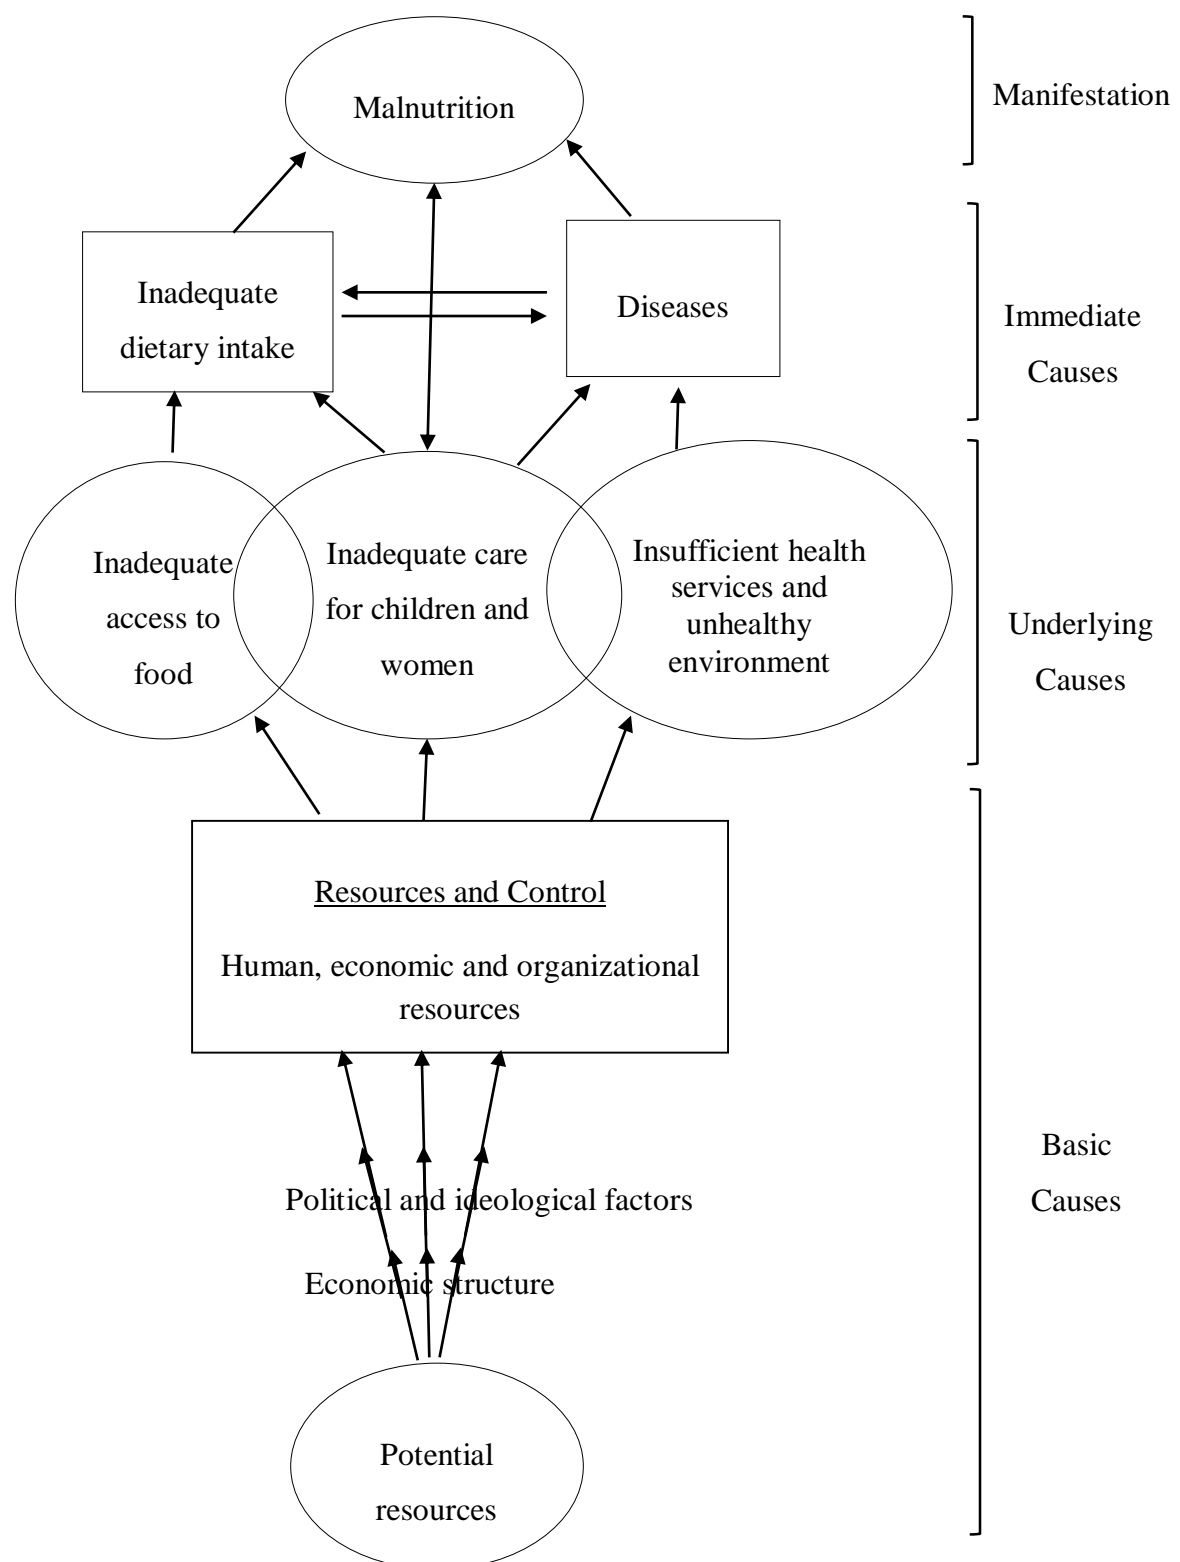 Malnutrition
Manifestation
Inadequate
dietary intake
Diseases
Immediate
Causes
Inadequate
access to
food
Inadequate care
for children and
women
Insufficient health
services and
unhealthy
environment
Underlying
Causes
Resources and Control
Human, economic and organizational
resources
Political and ideological factors
Economic structure
Basic
Causes
Potential
resources